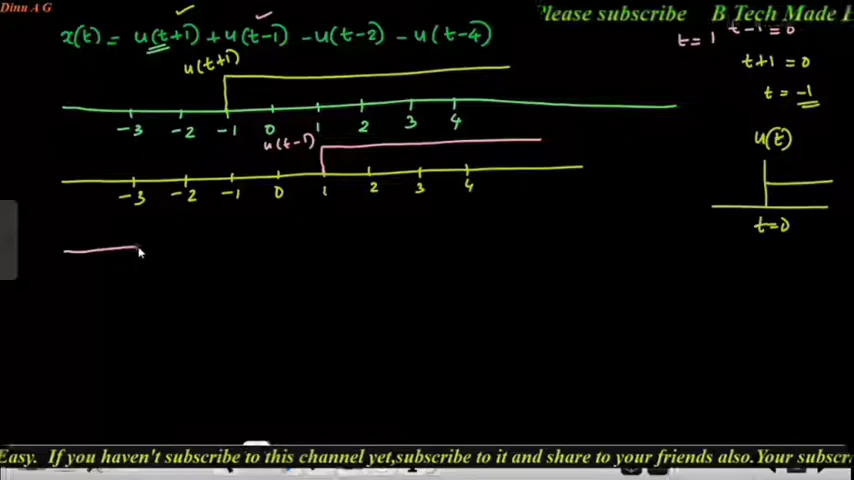 Dinu A G
Please subscribe B Tech Made E
x(t) = u(t+1) + u(t-1) - u(t-2) - u(t-4)
t-1=0
t=1
t+1=0
t=-1
u(t+1)
-3 -2 -1 0 1 2 3 4
u(t-1)
-3 -2 -1 0 1 2 3 4
u(t)
t=0
Easy. If you haven't subscribe to this channel yet,subscribe to it and share to your friends also.Your subscr